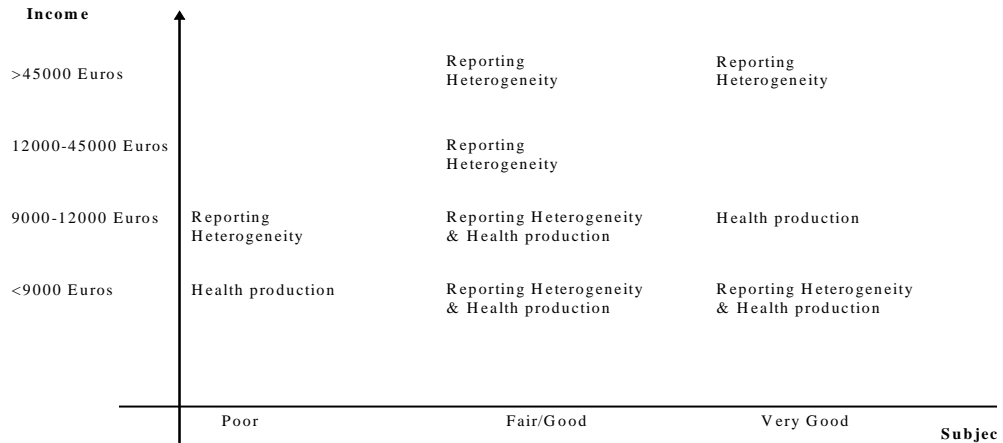 Income
>45000 Euros
Reporting
Heterogeneity
Reporting
Heterogeneity
12000-45000 Euros
Reporting
Heterogeneity
9000-12000 Euros
Reporting
Heterogeneity
Reporting Heterogeneity
& Health production
Health production
<9000 Euros
Health production
Reporting Heterogeneity
& Health production
Reporting Heterogeneity
& Health production
Poor
Fair/Good
Very Good
Subjec